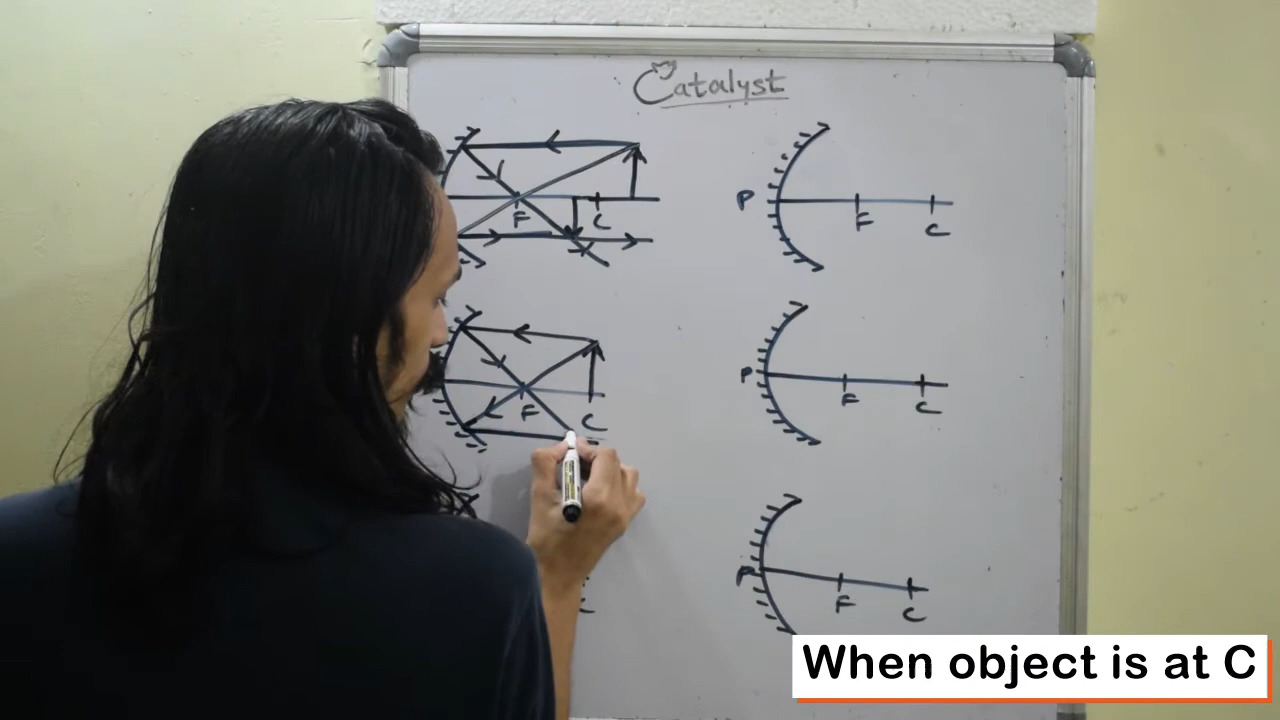 Catalyst
F C
P F C
F C
P F C
P F C
When object is at C